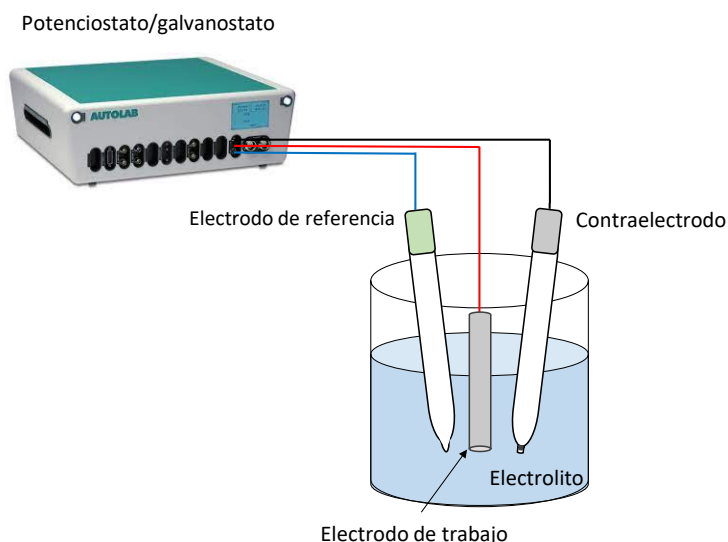 Potenciostato/galvanostato
AUTOLAB
Electrodo de referencia
Contraelectrodo
Electrolito
Electrodo de trabajo